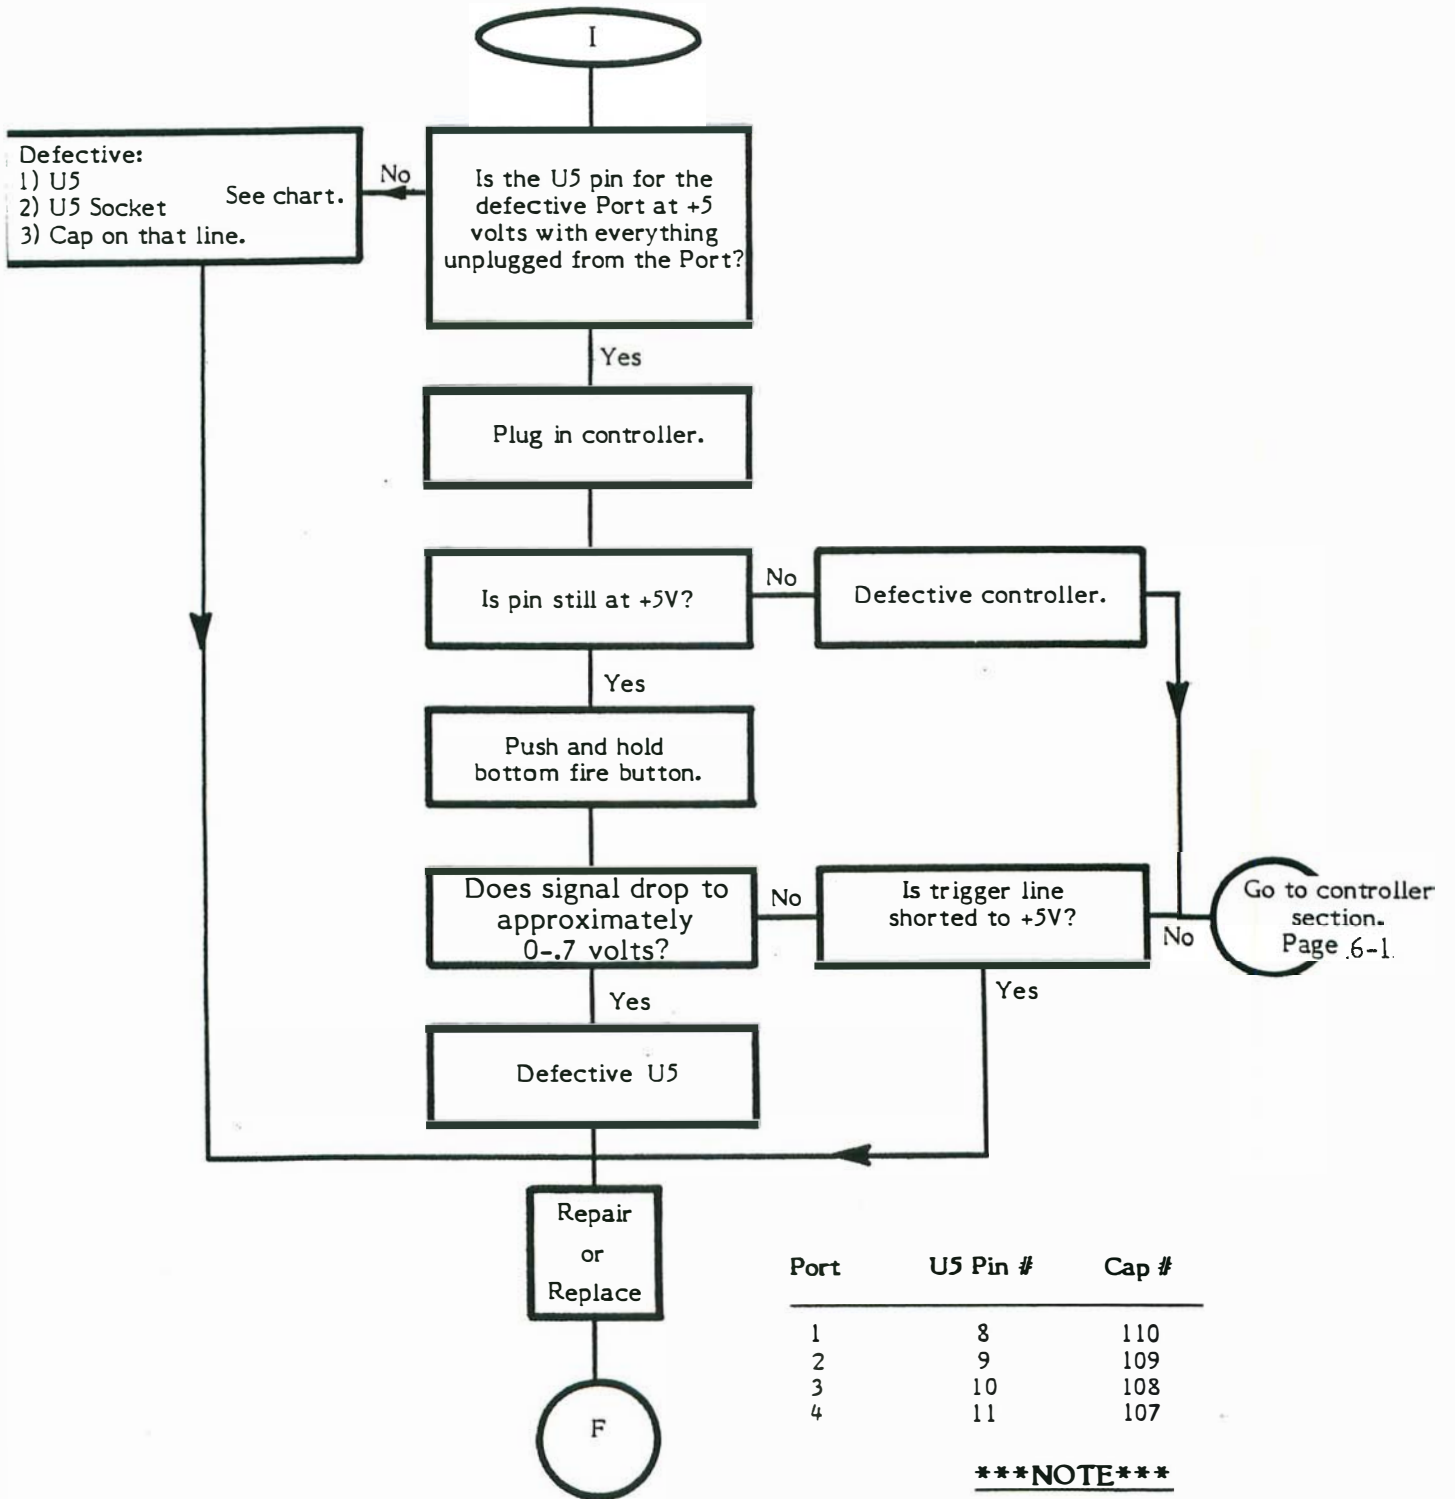 I
Defective:
1) U5
2) U5 Socket
3) Cap on that line.
See chart.
No
Is the U5 pin for the
defective Port at +5
volts with everything
unplugged from the Port?
Yes
Plug in controller.
Is pin still at +5V?
No
Defective controller.
Yes
Push and hold
bottom fire button.
Does signal drop to
approximately
0-.7 volts?
No
Is trigger line
shorted to +5V?
No
Go to controller
section.
Page 6-1.
Yes
Yes
Defective U5
Repair
or
Replace
F
Port U5 Pin # Cap #
1 8 110
2 9 109
3 10 108
4 11 107
***NOTE***